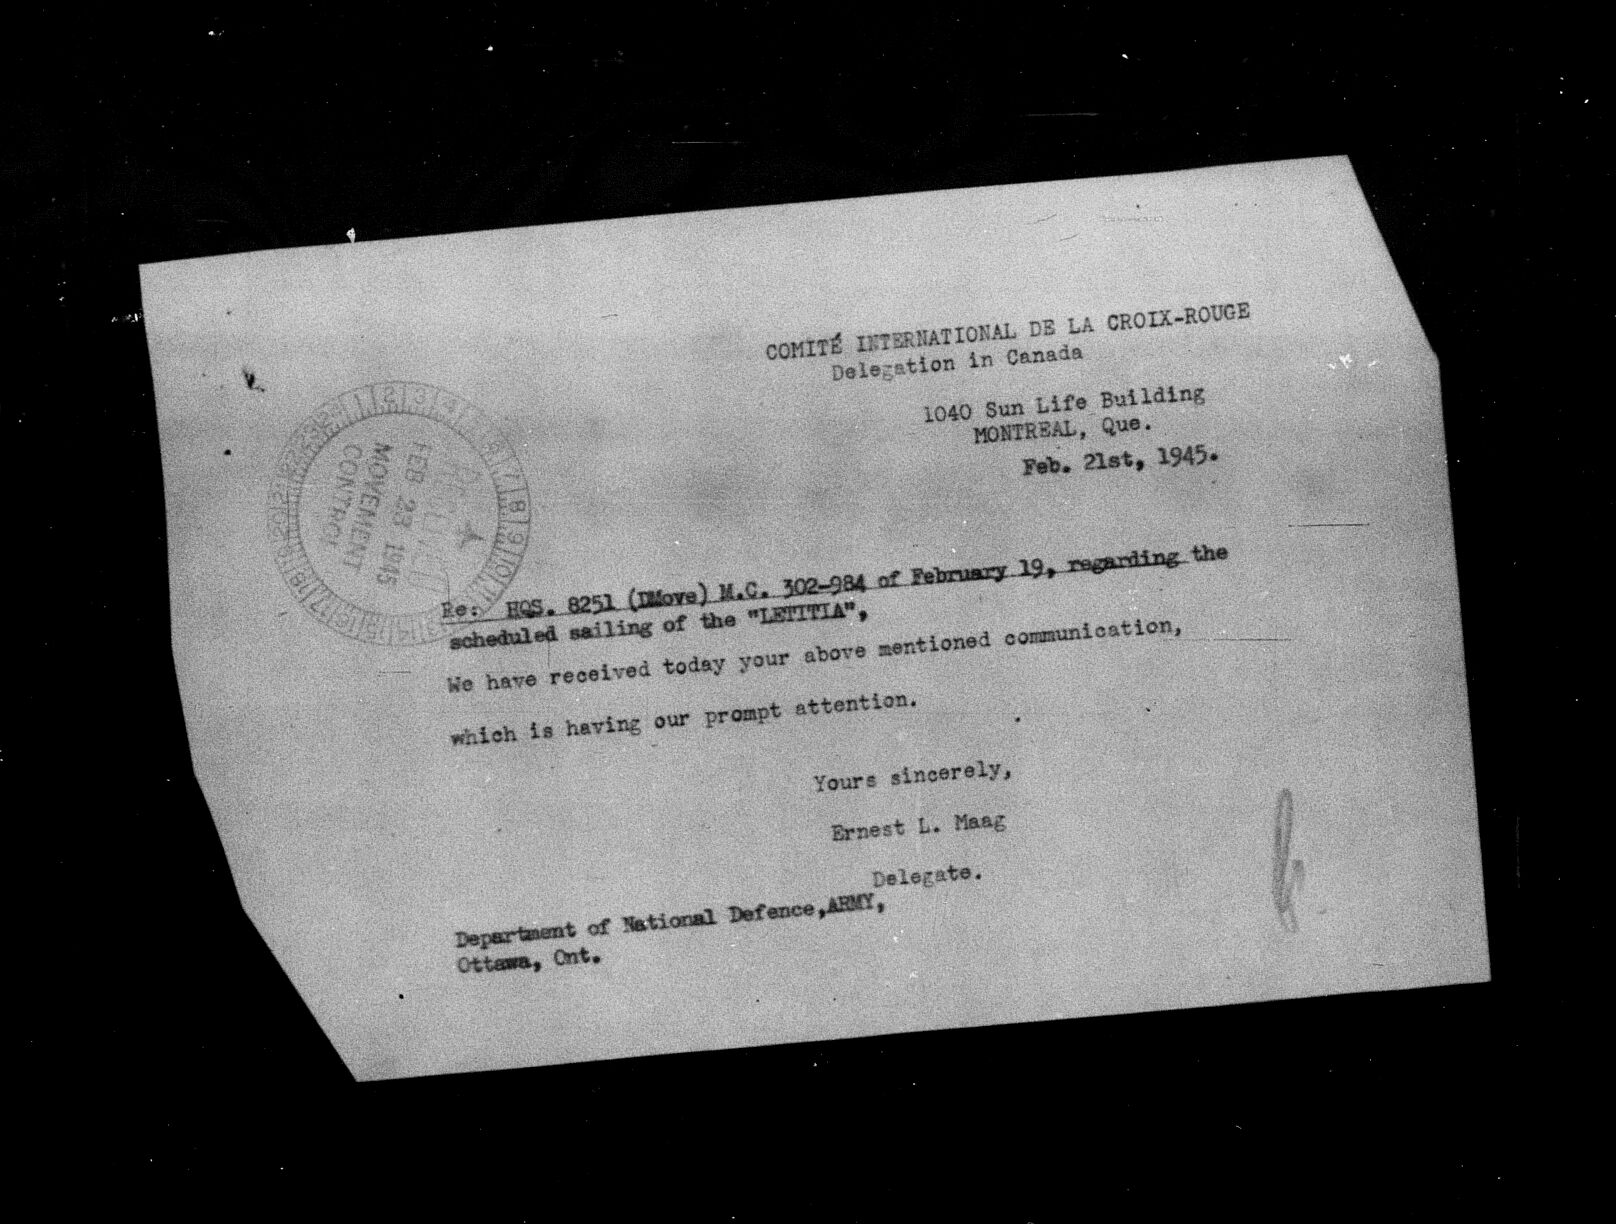 COMITÉ INTERNATIONAL DE LA CROIX-ROUGE
Delegation in Canada
1040 Sun Life Building
MONTREAL, Que.
Feb. 21st, 1945.
FEB 23 1945
MOVEMENT
CONTROL
Re: HQS. 8251 (DMove) M.C. 302-984 of February 19, regarding the
scheduled sailing of the "LETITIA",
We have received today your above mentioned communication,
which is having our prompt attention.
Yours sincerely,
Ernest L. Maag
Delegate.
Department of National Defence,ARMY,
Ottawa, Ont.